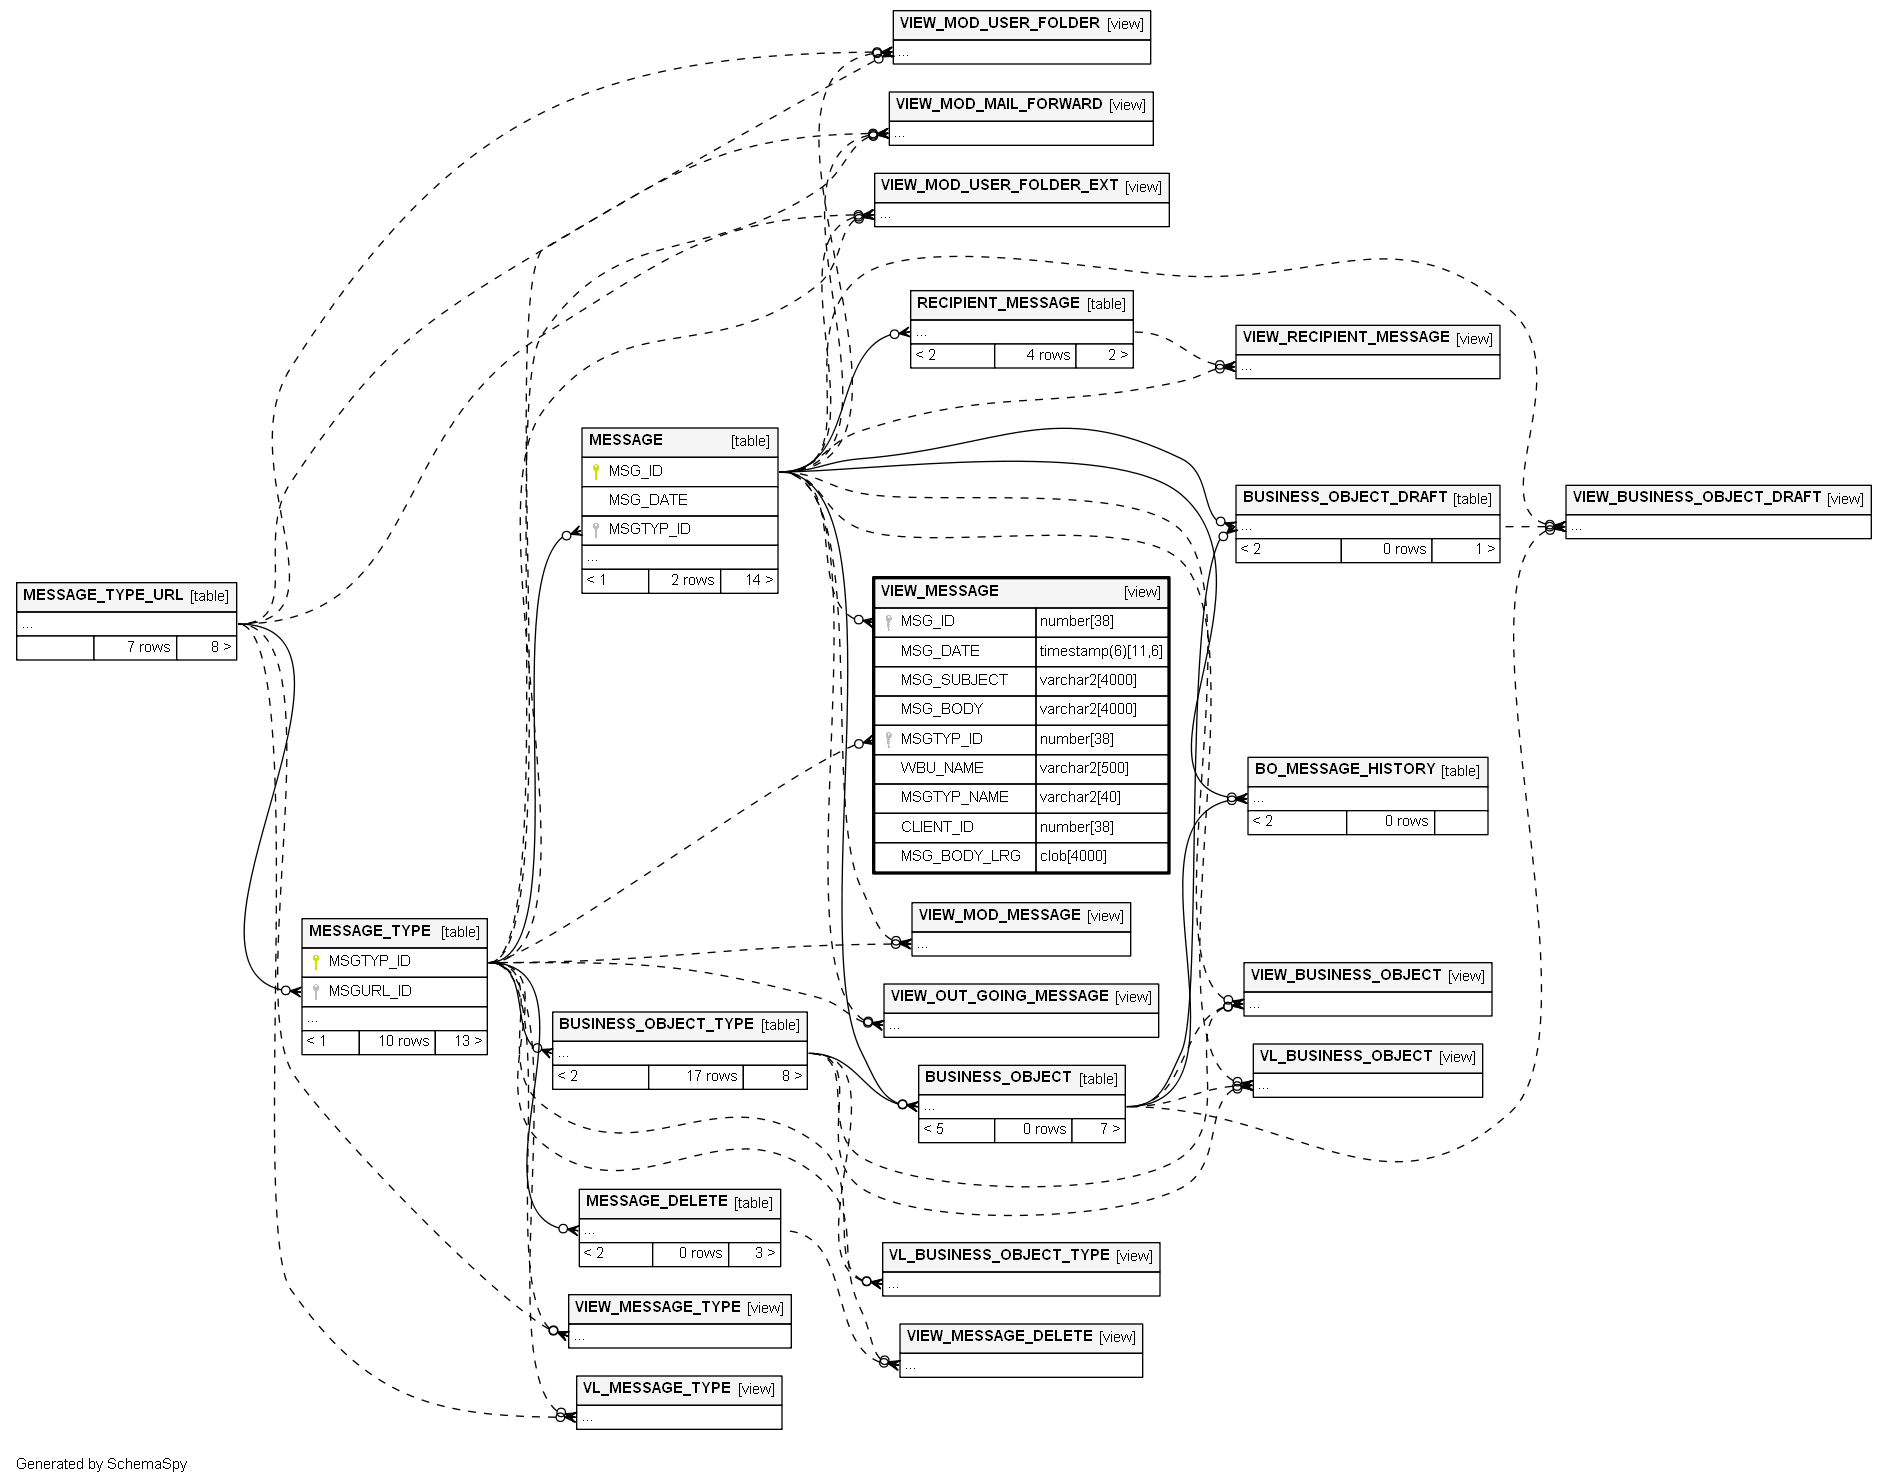 VIEW_MOD_USER_FOLDER [view]
...
VIEW_MOD_MAIL_FORWARD [view]
...
VIEW_MOD_USER_FOLDER_EXT [view]
...
RECIPIENT_MESSAGE [table]
...
< 2 4 rows 2 >
VIEW_RECIPIENT_MESSAGE [view]
...
MESSAGE [table]
MSG_ID
MSG_DATE
MSGTYP_ID
...
< 1 2 rows 14 >
BUSINESS_OBJECT_DRAFT [table]
...
< 2 0 rows 1 >
VIEW_BUSINESS_OBJECT_DRAFT [view]
...
MESSAGE_TYPE_URL [table]
...
7 rows 8 >
VIEW_MESSAGE [view]
MSG_ID number[38]
MSG_DATE timestamp(6)[11,6]
MSG_SUBJECT varchar2[4000]
MSG_BODY varchar2[4000]
MSGTYP_ID number[38]
WBU_NAME varchar2[500]
MSGTYP_NAME varchar2[40]
CLIENT_ID number[38]
MSG_BODY_LRG clob[4000]
BO_MESSAGE_HISTORY [table]
...
< 2 0 rows
MESSAGE_TYPE [table]
MSGTYP_ID
MSGURL_ID
...
< 1 10 rows 13 >
VIEW_MOD_MESSAGE [view]
...
VIEW_OUT_GOING_MESSAGE [view]
...
VIEW_BUSINESS_OBJECT [view]
...
BUSINESS_OBJECT_TYPE [table]
...
< 2 17 rows 8 >
VL_BUSINESS_OBJECT [view]
...
BUSINESS_OBJECT [table]
...
< 5 0 rows 7 >
MESSAGE_DELETE [table]
...
< 2 0 rows 3 >
VL_BUSINESS_OBJECT_TYPE [view]
...
VIEW_MESSAGE_TYPE [view]
...
VIEW_MESSAGE_DELETE [view]
...
VL_MESSAGE_TYPE [view]
...
Generated by SchemaSpy